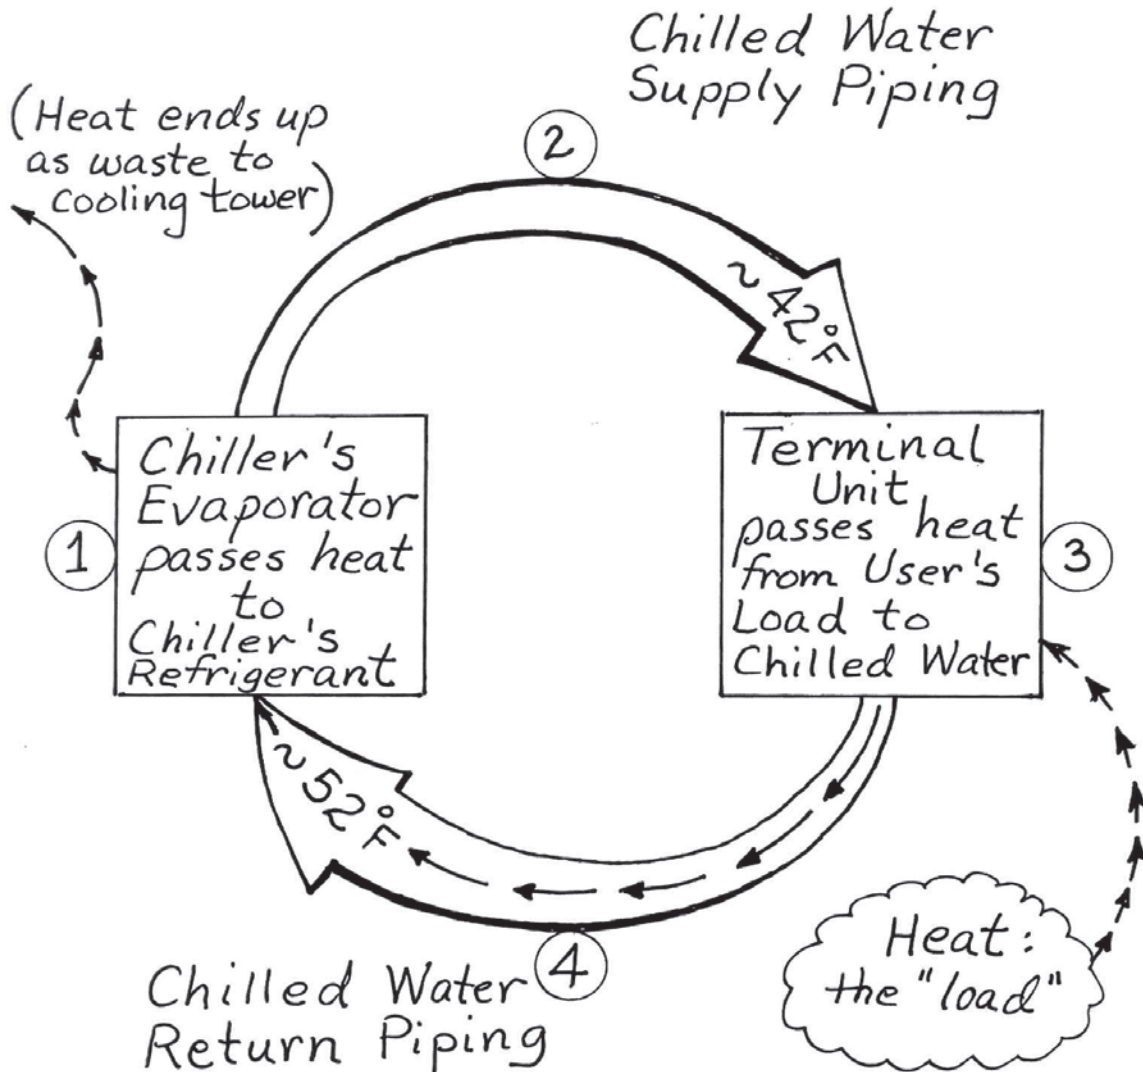 Chilled Water
Supply Piping
(Heat ends up
as waste to
cooling tower)
2
~42°F
Chiller's
Evaporator
passes heat
to
Chiller's
Refrigerant
1
Terminal
Unit
passes heat
from User's
Load to
Chilled Water
3
~52°F
4
Heat:
the "load"
Chilled Water
Return Piping